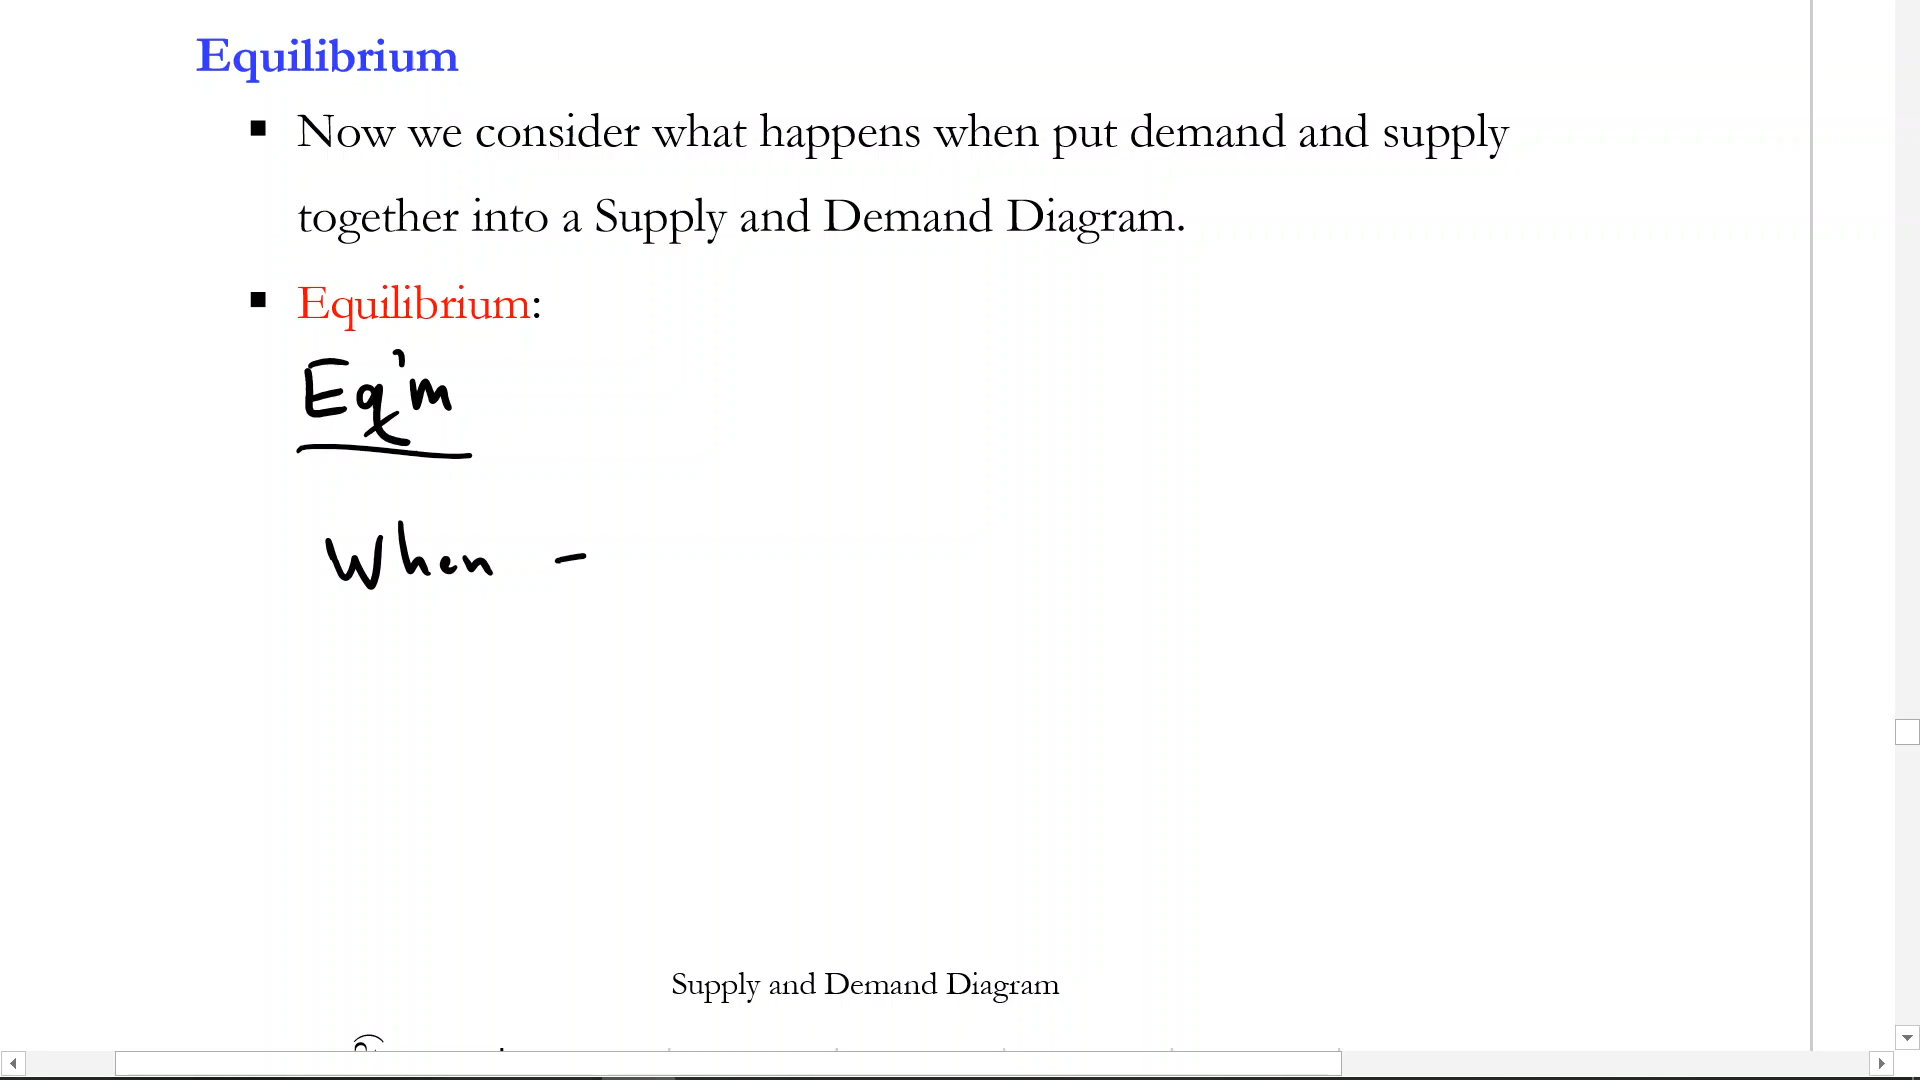 Equilibrium
▪ Now we consider what happens when put demand and supply
together into a Supply and Demand Diagram.
▪ Equilibrium:
Eq'm
When -
Supply and Demand Diagram